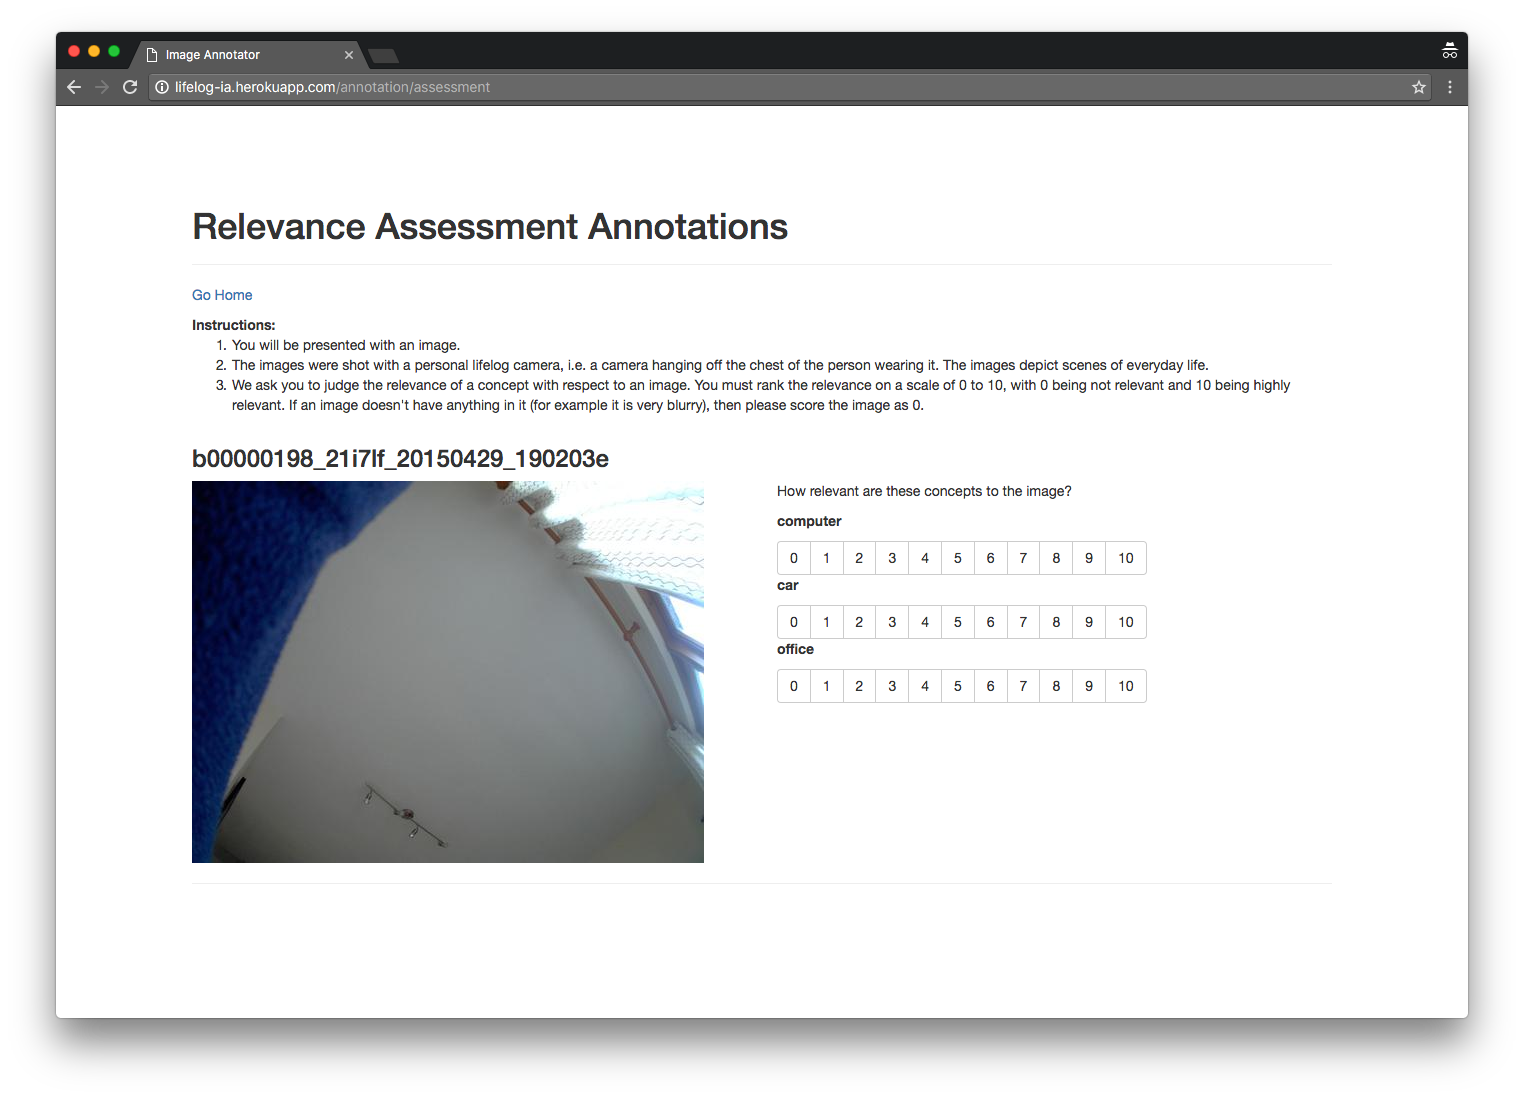 Image Annotator
lifelog-ia.herokuapp.com/annotation/assessment
Relevance Assessment Annotations
Go Home
Instructions:
1. You will be presented with an image.
2. The images were shot with a personal lifelog camera, i.e. a camera hanging off the chest of the person wearing it. The images depict scenes of everyday life.
3. We ask you to judge the relevance of a concept with respect to an image. You must rank the relevance on a scale of 0 to 10, with 0 being not relevant and 10 being highly
relevant. If an image doesn't have anything in it (for example it is very blurry), then please score the image as 0.
b00000198_21i7lf_20150429_190203e
How relevant are these concepts to the image?
computer
0 1 2 3 4 5 6 7 8 9 10
car
0 1 2 3 4 5 6 7 8 9 10
office
0 1 2 3 4 5 6 7 8 9 10